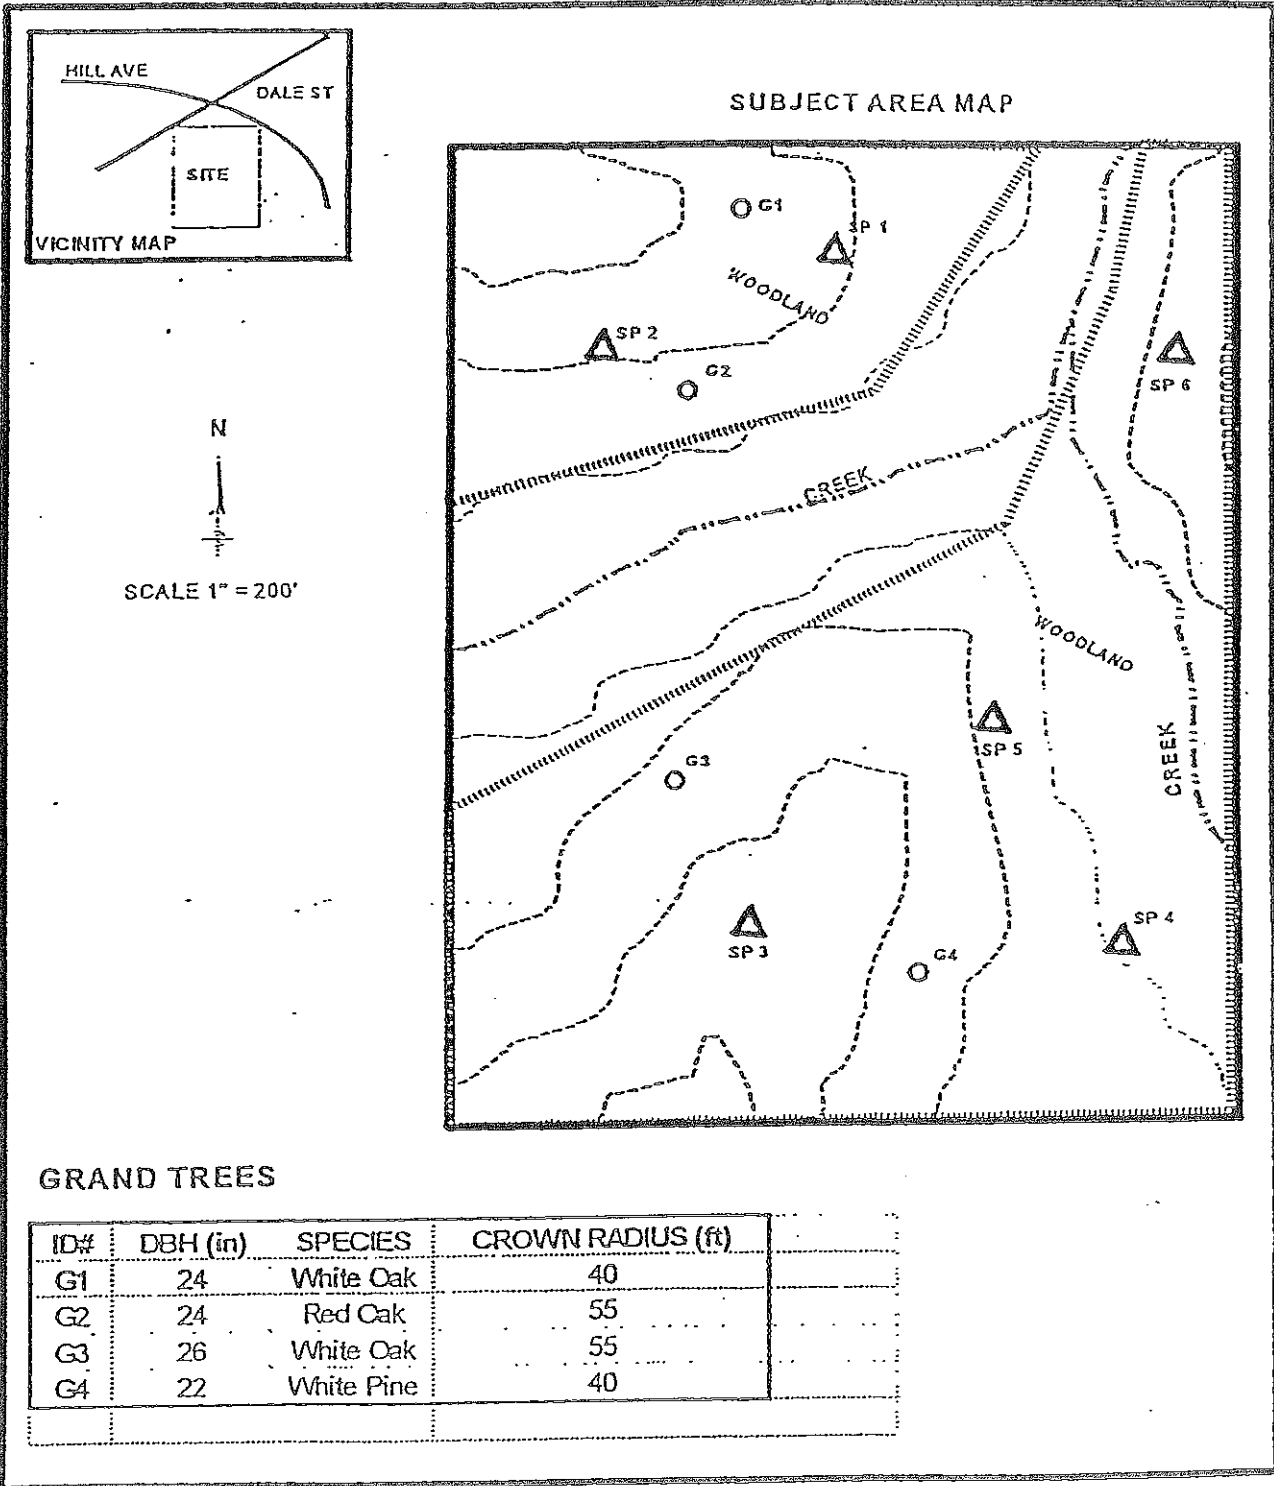 HILL AVE
DALE ST
SITE
VICINITY MAP
SUBJECT AREA MAP
G1
SP 1
WOODLAND
SP 2
G2
SP 6
N
CREEK
SCALE 1" = 200'
WOODLAND
SP 5
G3
CREEK
SP 3
G4
SP 4
GRAND TREES
ID# DBH (in) SPECIES CROWN RADIUS (ft)
G1 24 White Oak 40
G2 24 Red Oak 55
G3 26 White Oak 55
G4 22 White Pine 40